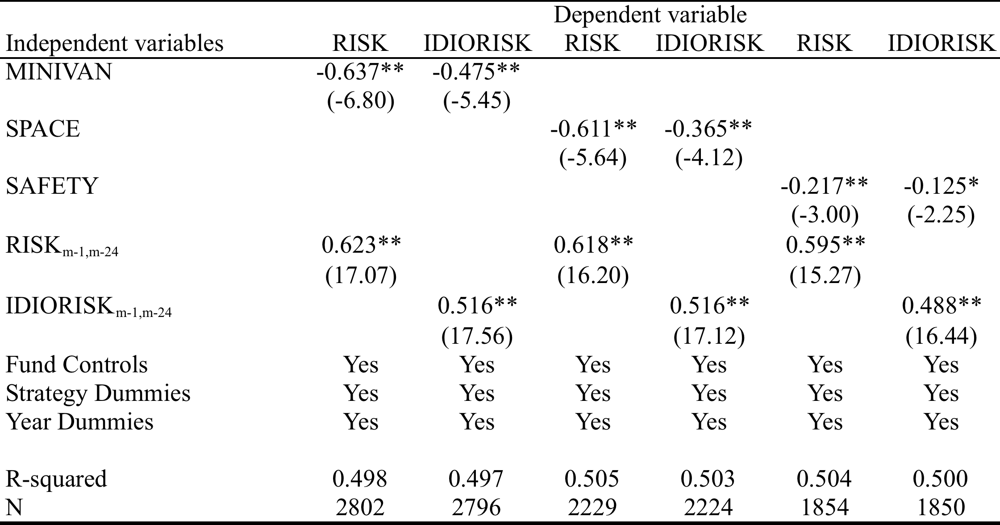 Dependent variable
Independent variables RISK IDIORISK RISK IDIORISK RISK IDIORISK
MINIVAN -0.637** -0.475**
(-6.80) (-5.45)
SPACE -0.611** -0.365**
(-5.64) (-4.12)
SAFETY -0.217** -0.125*
(-3.00) (-2.25)
RISKm-1,m-24 0.623** 0.618** 0.595**
(17.07) (16.20) (15.27)
IDIORISKm-1,m-24 0.516** 0.516** 0.488**
(17.56) (17.12) (16.44)
Fund Controls Yes Yes Yes Yes Yes Yes
Strategy Dummies Yes Yes Yes Yes Yes Yes
Year Dummies Yes Yes Yes Yes Yes Yes
R-squared 0.498 0.497 0.505 0.503 0.504 0.500
N 2802 2796 2229 2224 1854 1850